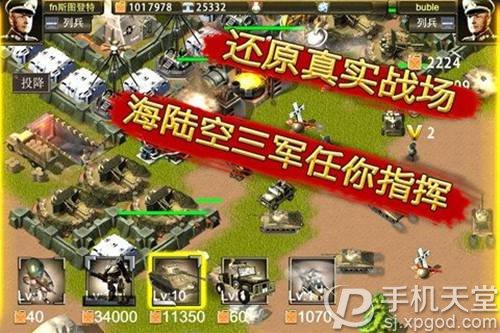 fn斯图登特
1017978
25332
buble
列兵
列兵
2224
投降
还原真实战场
海陆空三军任你指挥
V 2
Lv.10
40
34000
11350
60
1070
手机天堂
sj.xpgod.com